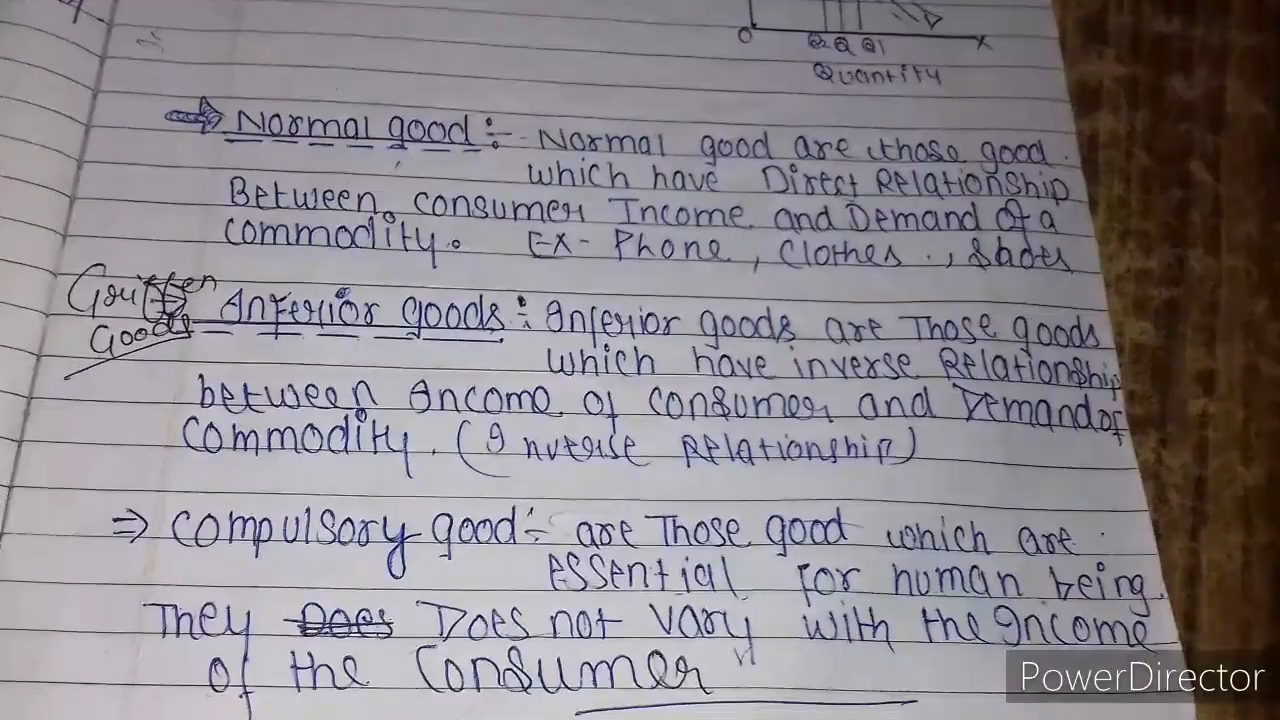 O Q2 Q Q1 X
Quantity
Normal good :- Normal good are those good.
which have Direct Relationship
Between consumer Income and Demand of a
commodity. EX- Phone, Clothes., Shoes
Goods
Inferior goods :- Inferior goods are Those goods
which have inverse Relationship
between Income of consumer and Demand of
Commodity. (Inverse Relationship)
⇒ Compulsory good :- are Those good which are
essential for human being.
They Does Does not vary with the Income
of the Consumer
PowerDirector